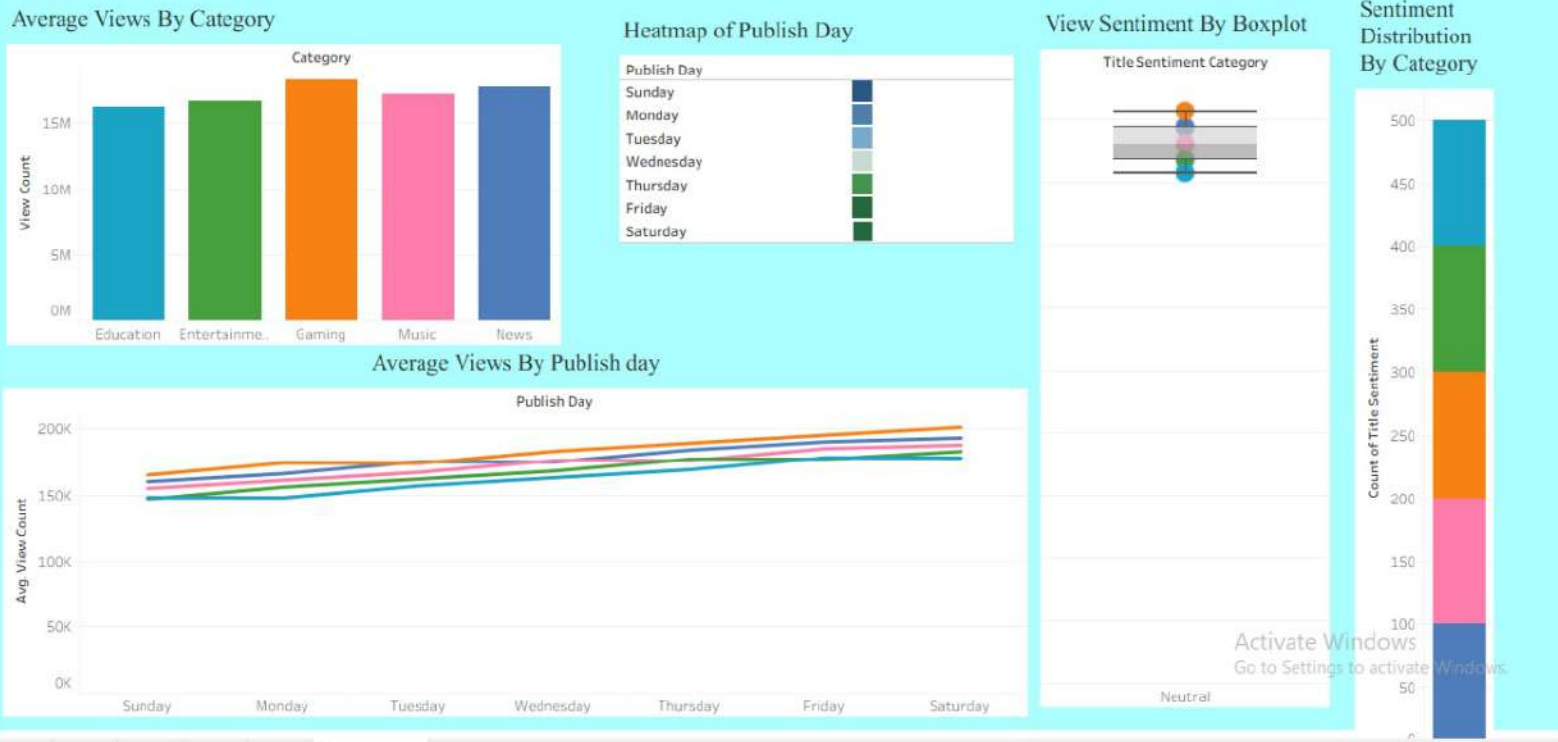 Average Views By Category
Category
View Count
15M
10M
5M
0M
Education
Entertainme..
Gaming
Music
News
Heatmap of Publish Day
Publish Day
Sunday
Monday
Tuesday
Wednesday
Thursday
Friday
Saturday
View Sentiment By Boxplot
Title Sentiment Category
Neutral
Sentiment
Distribution
By Category
Count of Title Sentiment
500
450
400
350
300
250
200
150
100
50
Average Views By Publish day
Publish Day
Avg. View Count
200K
150K
100K
50K
0K
Sunday
Monday
Tuesday
Wednesday
Thursday
Friday
Saturday
Activate Windows
Go to Settings to activate Windows.